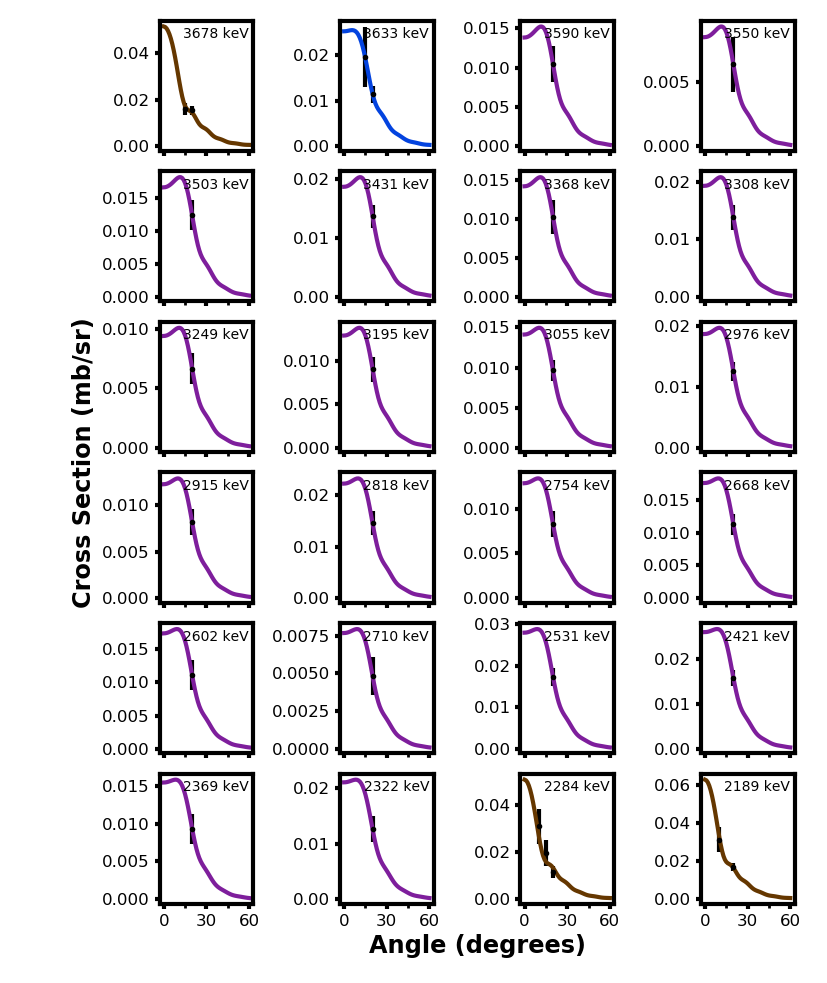 3678 keV
3633 keV
3590 keV
3550 keV
0.04
0.02
0.00
0.02
0.01
0.00
0.015
0.010
0.005
0.000
0.005
0.000
3503 keV
3431 keV
3368 keV
3308 keV
0.015
0.010
0.005
0.000
0.02
0.01
0.00
0.015
0.010
0.005
0.000
0.02
0.01
0.00
3249 keV
3195 keV
3055 keV
2976 keV
0.010
0.005
0.000
0.010
0.005
0.000
0.015
0.010
0.005
0.000
0.02
0.01
0.00
Cross Section (mb/sr)
2915 keV
2818 keV
2754 keV
2668 keV
0.010
0.005
0.000
0.02
0.01
0.00
0.010
0.005
0.000
0.015
0.010
0.005
0.000
2602 keV
2710 keV
2531 keV
2421 keV
0.015
0.010
0.005
0.000
0.0075
0.0050
0.0025
0.0000
0.03
0.02
0.01
0.00
0.02
0.01
0.00
2369 keV
2322 keV
2284 keV
2189 keV
0.015
0.010
0.005
0.000
0.02
0.01
0.00
0.04
0.02
0.00
0.06
0.04
0.02
0.00
0 30 60
0 30 60
0 30 60
0 30 60
Angle (degrees)